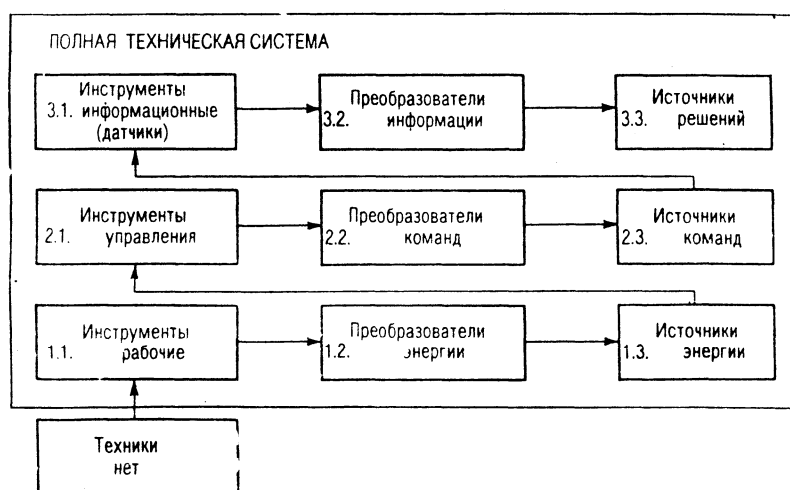 ПОЛНАЯ ТЕХНИЧЕСКАЯ СИСТЕМА
Инструменты
3.1. информационные
(датчики)
Преобразователи
3.2. информации
Источники
3.3. решений
Инструменты
2.1. управления
Преобразователи
2.2. команд
Источники
2.3. команд
Инструменты
1.1. рабочие
Преобразователи
1.2. энергии
Источники
1.3. энергии
Техники
нет